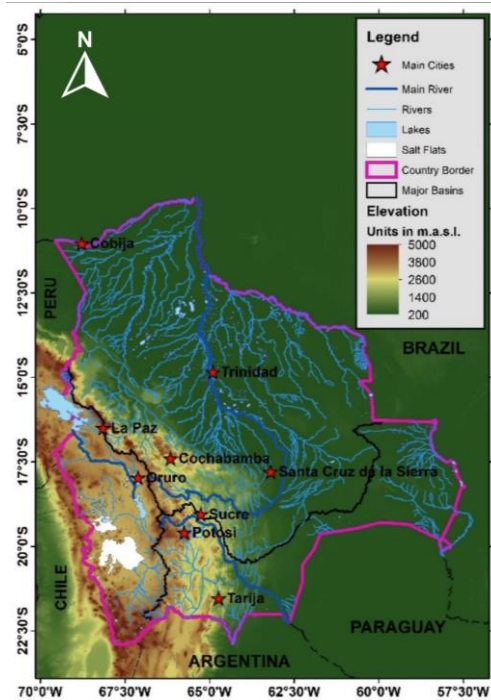 N
Legend
Main Cities
Main River
Rivers
Lakes
Salt Flats
Country Border
Major Basins
Elevation
Units in m.a.s.l.
5000
3800
2600
1400
200
5°0'S
7°30'S
10°0'S
12°30'S
15°0'S
17°30'S
20°0'S
22°30'S
Cobija
PERU
BRAZIL
Trinidad
La Paz
Cochabamba
Oruro
Santa Cruz de la Sierra
Sucre
Potosí
Tarija
CHILE
PARAGUAY
ARGENTINA
70°0'W 67°30'W 65°0'W 62°30'W 60°0'W 57°30'W